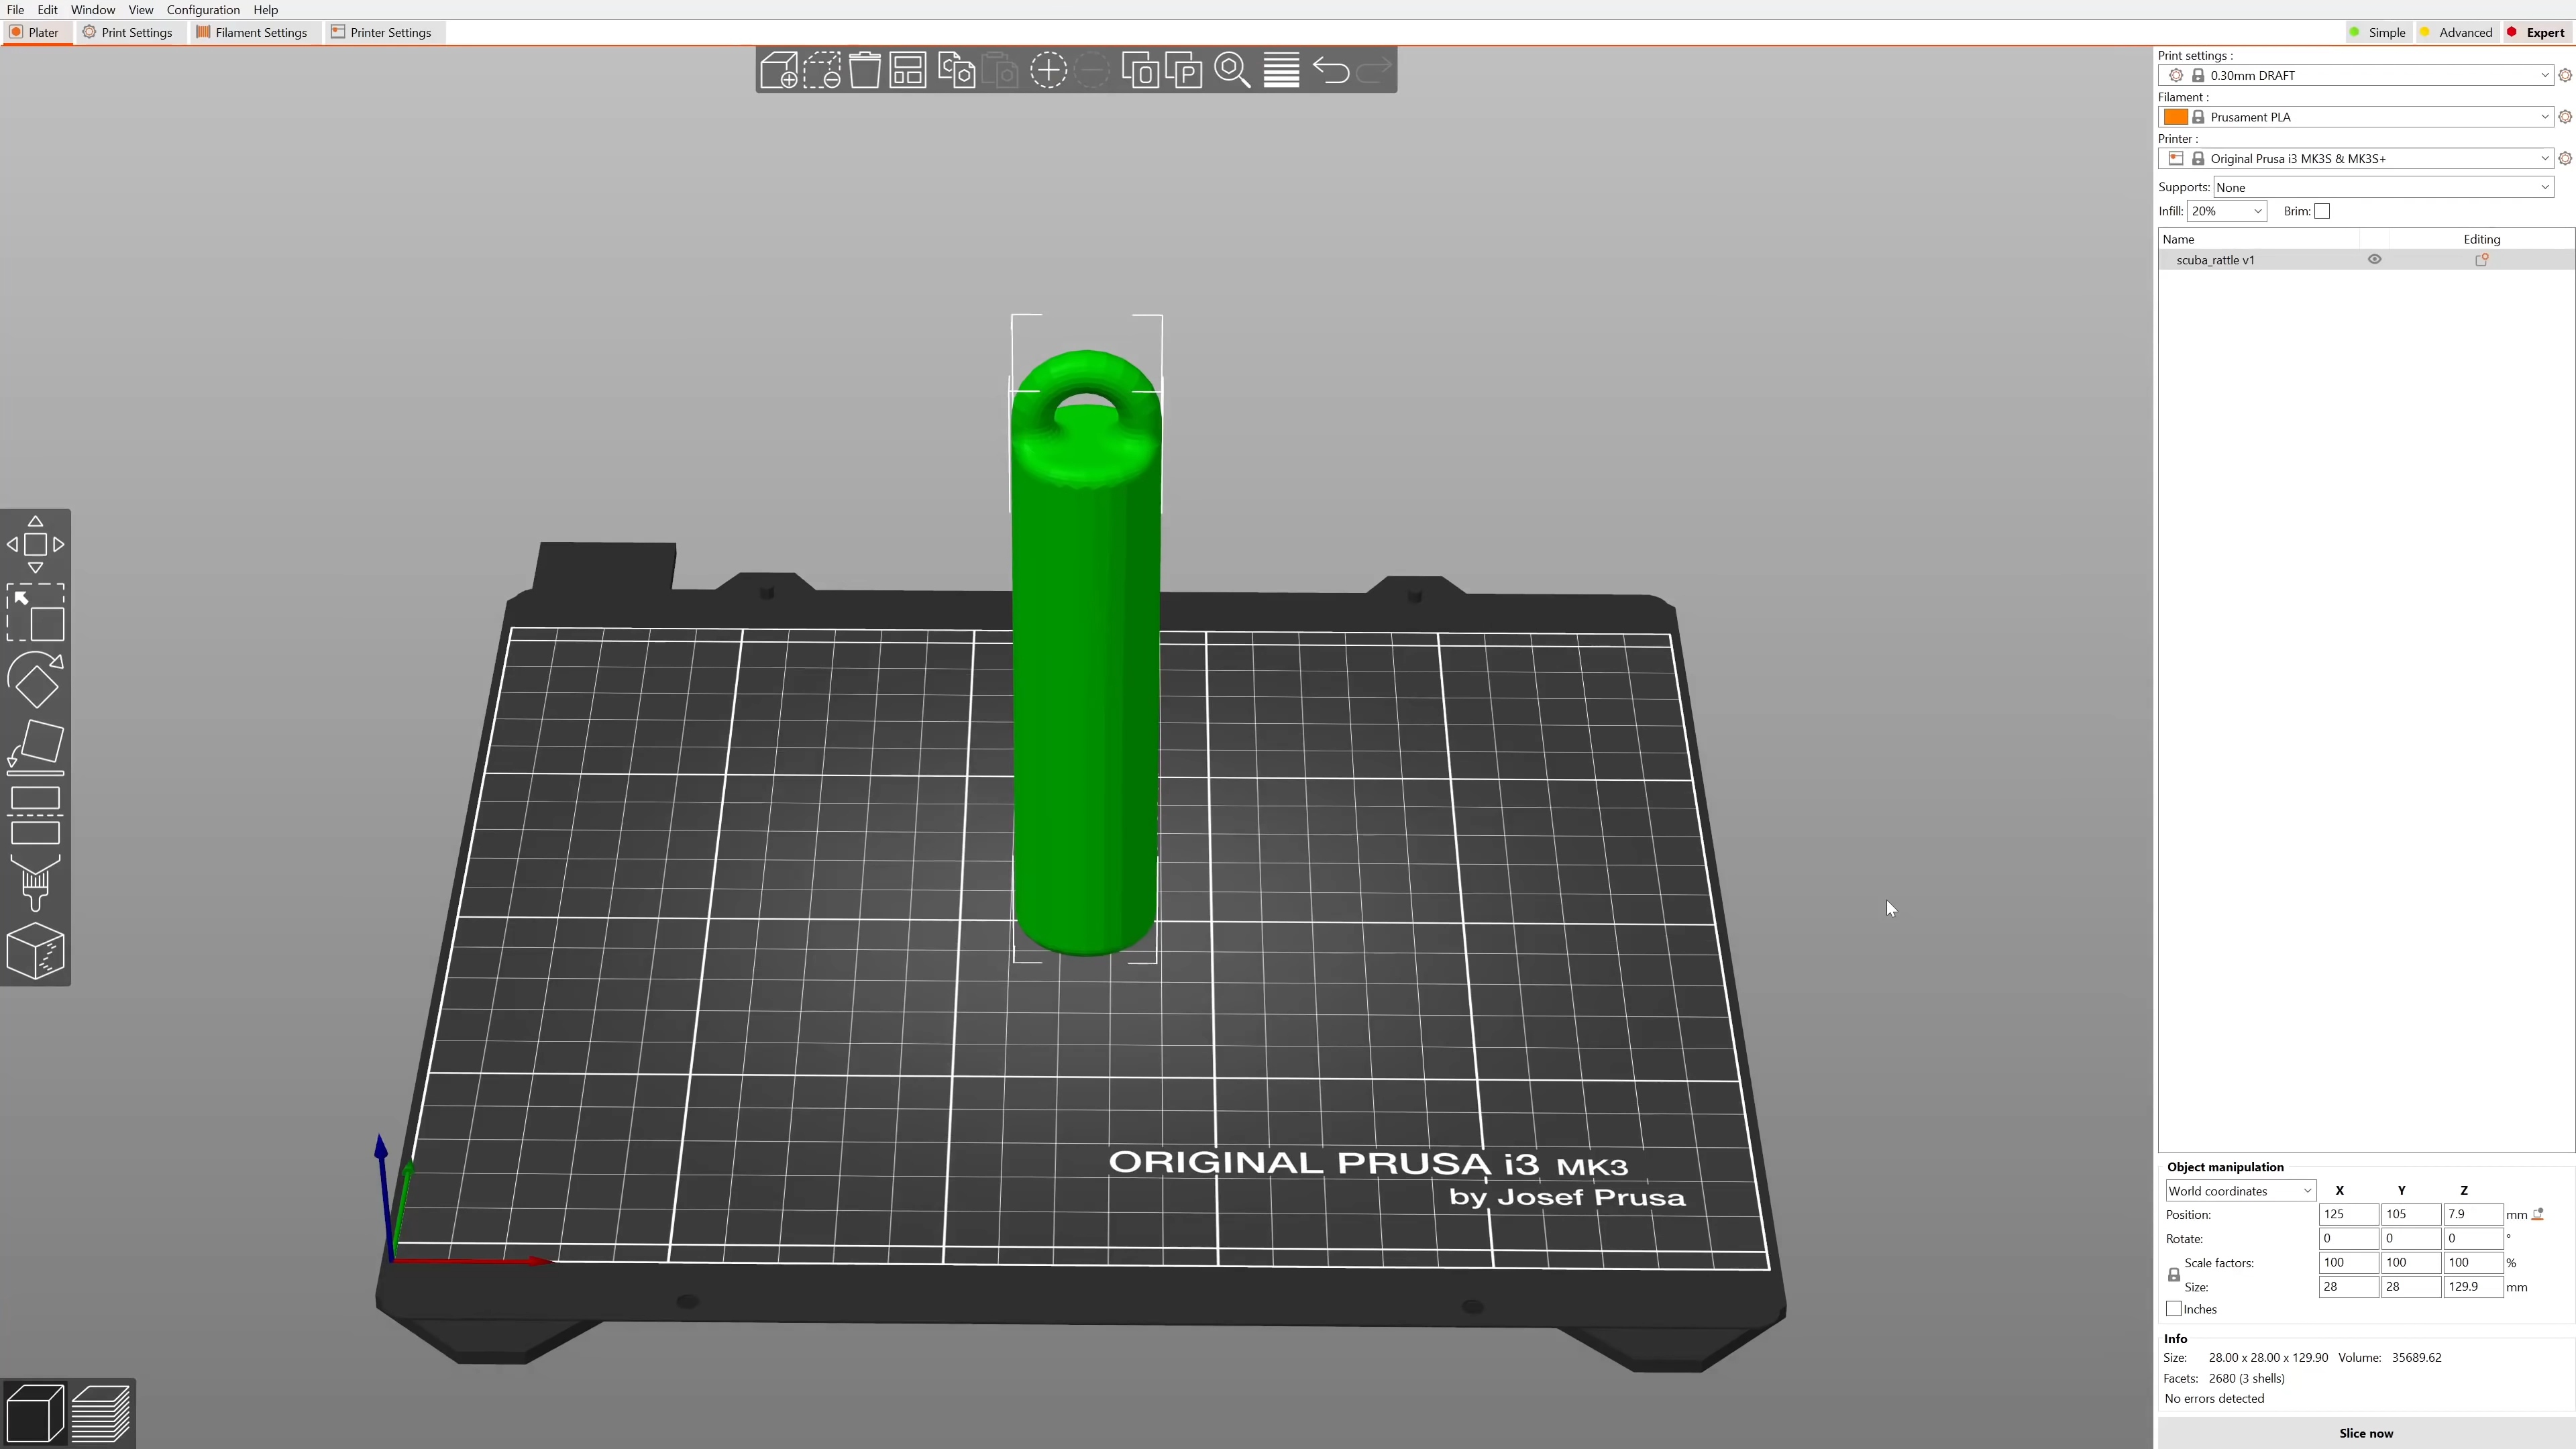 File Edit Window View Configuration Help
Plater Print Settings Filament Settings Printer Settings Simple Advanced Expert
Print settings :
0.30mm DRAFT
Filament :
Prusament PLA
Printer :
Original Prusa i3 MK3S & MK3S+
Supports: None
Infill: 20% Brim:
Name Editing
scuba_rattle v1
ORIGINAL PRUSA i3 MK3
by Josef Prusa
Object manipulation
World coordinates X Y Z
Position: 125 105 7.9 mm
Rotate: 0 0 0 °
Scale factors: 100 100 100 %
Size: 28 28 129.9 mm
Inches
Info
Size: 28.00 x 28.00 x 129.90 Volume: 35689.62
Facets: 2680 (3 shells)
No errors detected
Slice now